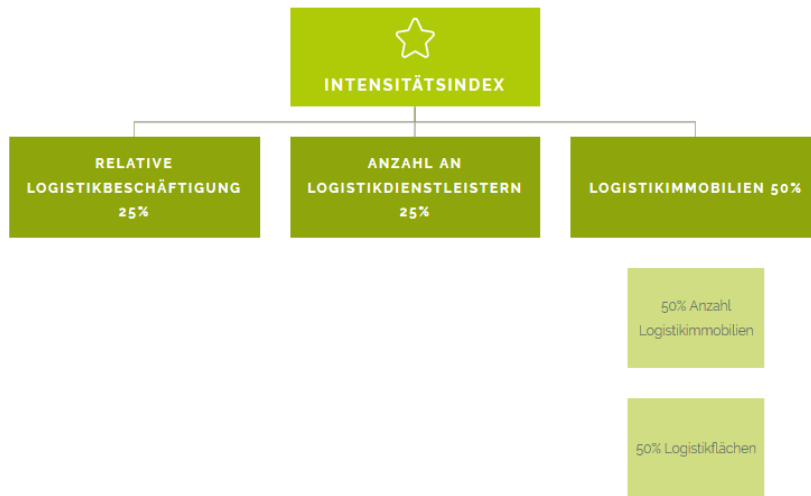 INTENSITÄTSINDEX
RELATIVE
LOGISTIKBESCHÄFTIGUNG
25%
ANZAHL AN
LOGISTIKDIENSTLEISTERN
25%
LOGISTIKIMMOBILIEN 50%
50% Anzahl
Logistikimmobilien
50% Logistikflächen